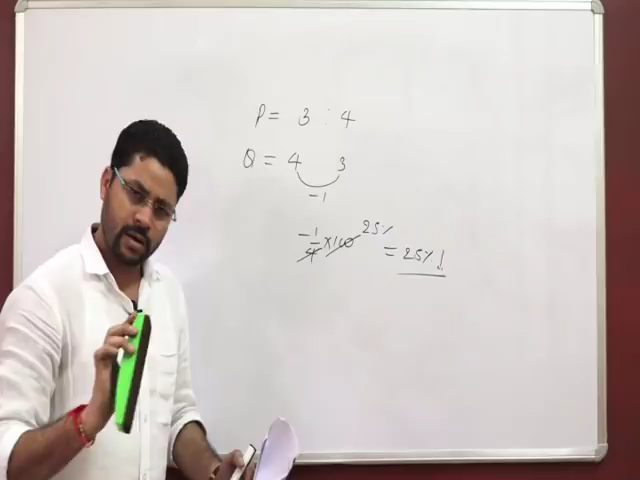 P = 3 : 4
Q = 4 3
-1
-1/4 × 100 25% = 25% ↓